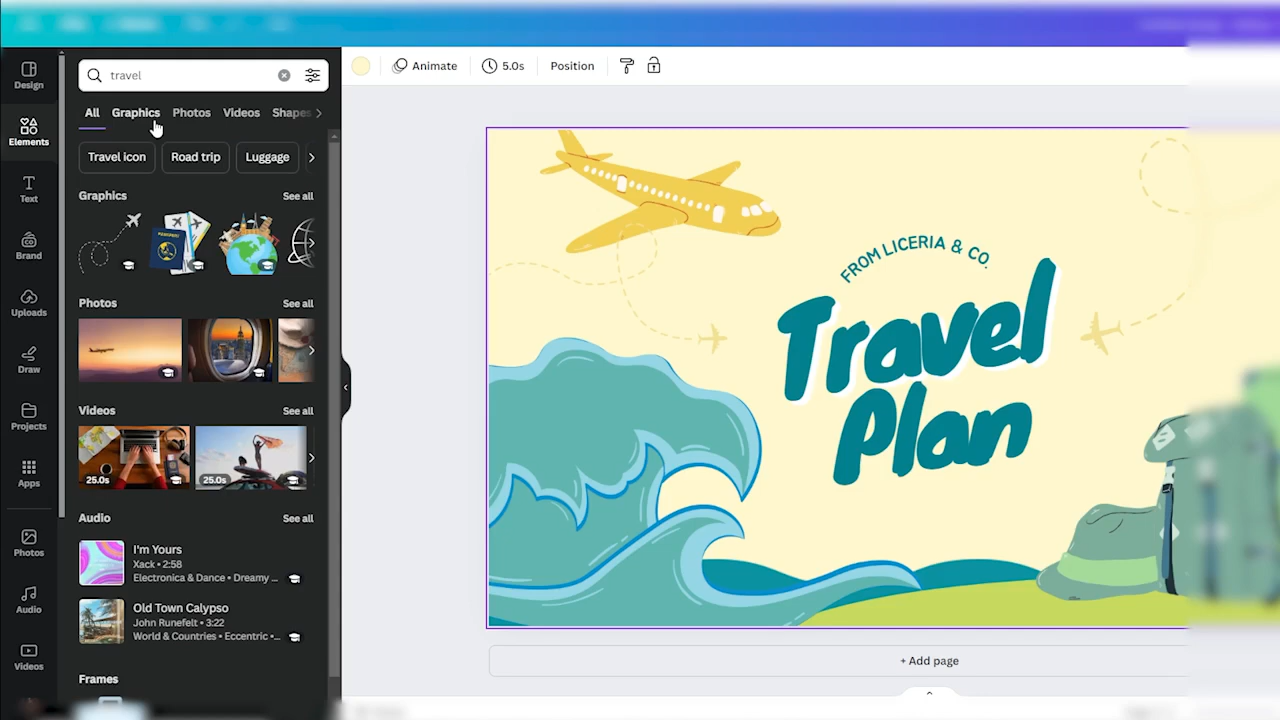 Design
Elements
Text
Brand
Uploads
Draw
Projects
Apps
Photos
Audio
Videos
travel
All Graphics Photos Videos Shapes
Travel icon Road trip Luggage
Graphics See all
PASSPORT
Photos See all
Videos See all
25.0s 25.0s
Audio See all
I'm Yours
Xack • 2:58
Electronica & Dance • Dreamy ...
Old Town Calypso
John Runefelt • 3:22
World & Countries • Eccentric •...
Frames
Animate 5.0s Position
FROM LICERIA & CO.
Travel
Plan
+ Add page